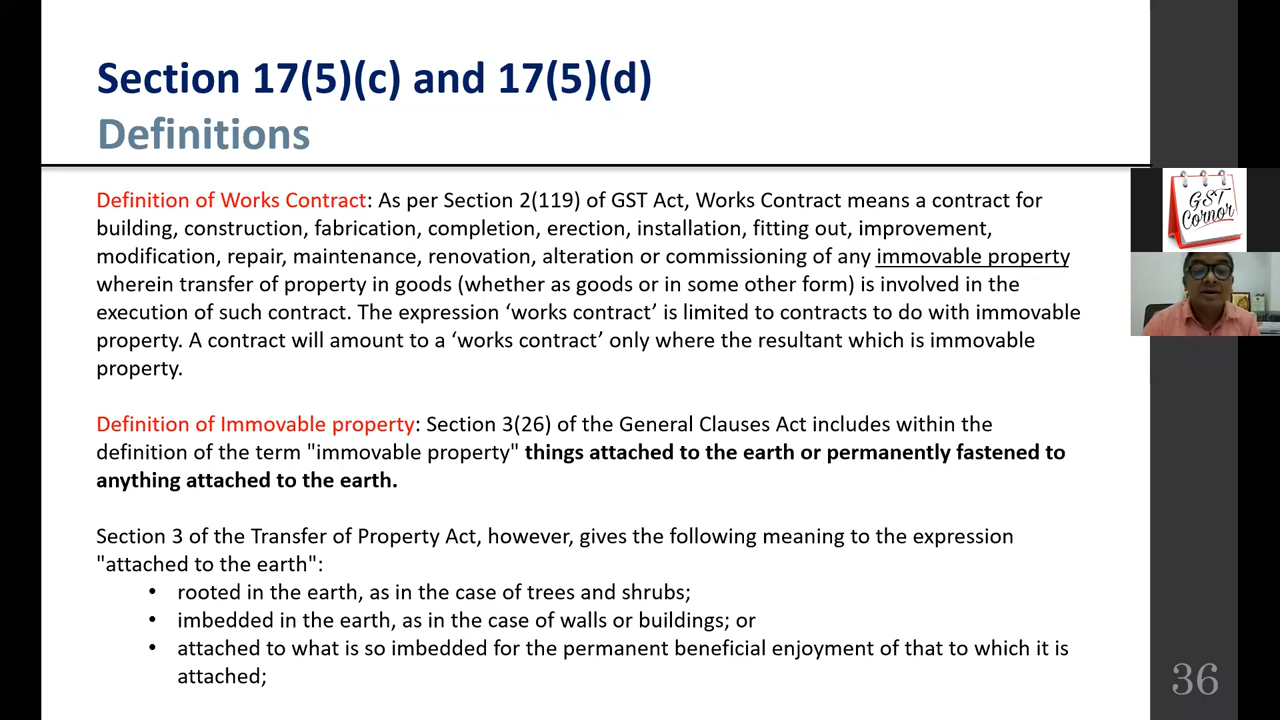 Section 17(5)(c) and 17(5)(d)
Definitions
Definition of Works Contract: As per Section 2(119) of GST Act, Works Contract means a contract for
building, construction, fabrication, completion, erection, installation, fitting out, improvement,
modification, repair, maintenance, renovation, alteration or commissioning of any immovable property
wherein transfer of property in goods (whether as goods or in some other form) is involved in the
execution of such contract. The expression ‘works contract’ is limited to contracts to do with immovable
property. A contract will amount to a ‘works contract’ only where the resultant which is immovable
property.
Definition of Immovable property: Section 3(26) of the General Clauses Act includes within the
definition of the term "immovable property" things attached to the earth or permanently fastened to
anything attached to the earth.
Section 3 of the Transfer of Property Act, however, gives the following meaning to the expression
"attached to the earth":
• rooted in the earth, as in the case of trees and shrubs;
• imbedded in the earth, as in the case of walls or buildings; or
• attached to what is so imbedded for the permanent beneficial enjoyment of that to which it is
attached;
GST
Cornor
36